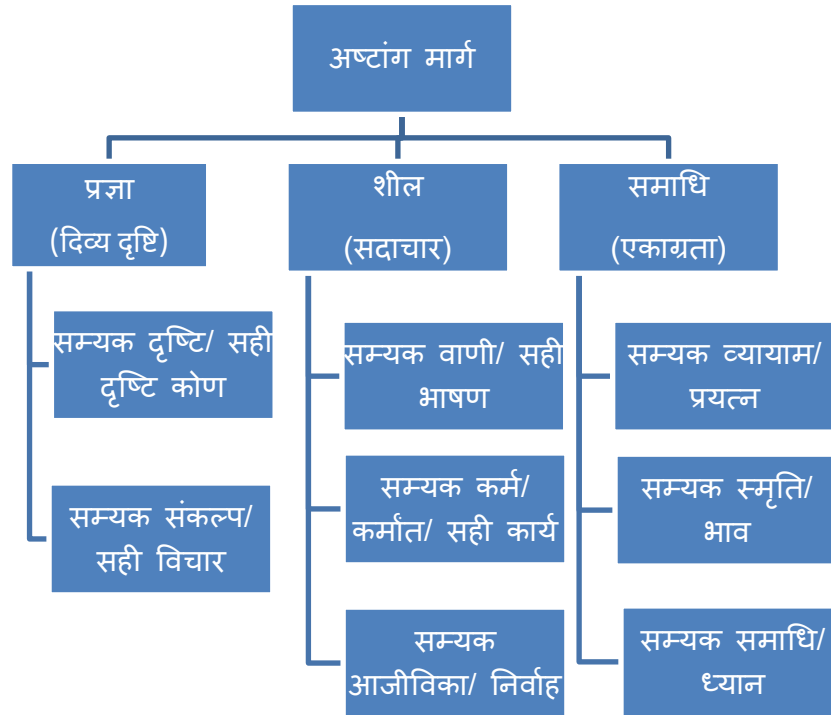 अष्टांग मार्ग
प्रज्ञा
(दिव्य दृष्टि)
सम्यक दृष्टि/ सही
दृष्टि कोण
सम्यक संकल्प/
सही विचार
शील
(सदाचार)
सम्यक वाणी/ सही
भाषण
सम्यक कर्म/
कर्मांत/ सही कार्य
सम्यक
आजीविका/ निर्वाह
समाधि
(एकाग्रता)
सम्यक व्यायाम/
प्रयत्न
सम्यक स्मृति/
भाव
सम्यक समाधि/
ध्यान